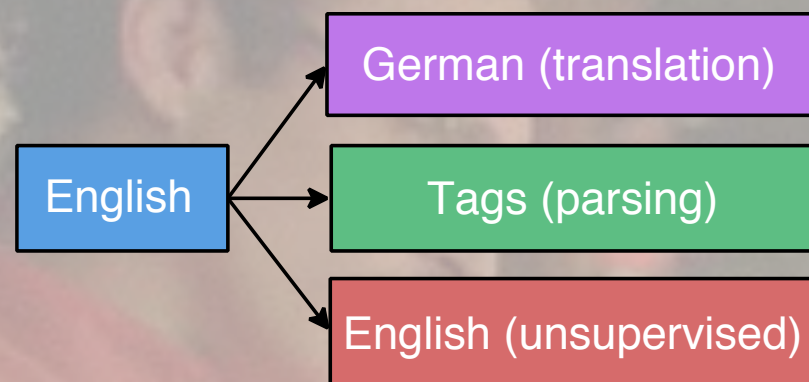 German (translation)
English
Tags (parsing)
English (unsupervised)